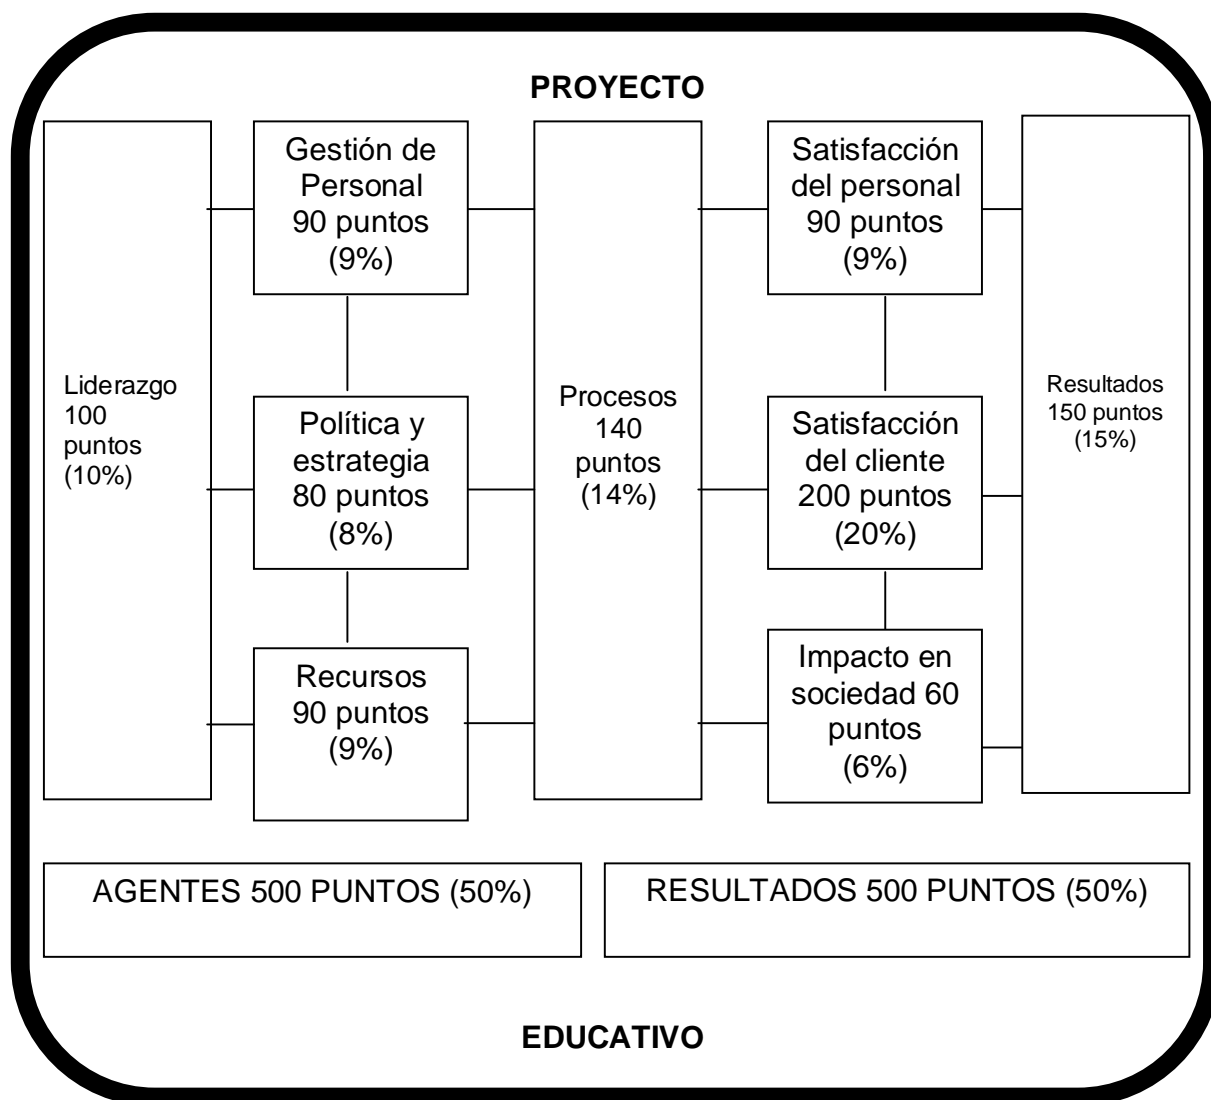 PROYECTO
Liderazgo
100
puntos
(10%)
Gestión de
Personal
90 puntos
(9%)
Política y
estrategia
80 puntos
(8%)
Recursos
90 puntos
(9%)
Procesos
140
puntos
(14%)
Satisfacción
del personal
90 puntos
(9%)
Satisfacción
del cliente
200 puntos
(20%)
Impacto en
sociedad 60
puntos
(6%)
Resultados
150 puntos
(15%)
AGENTES 500 PUNTOS (50%)
RESULTADOS 500 PUNTOS (50%)
EDUCATIVO